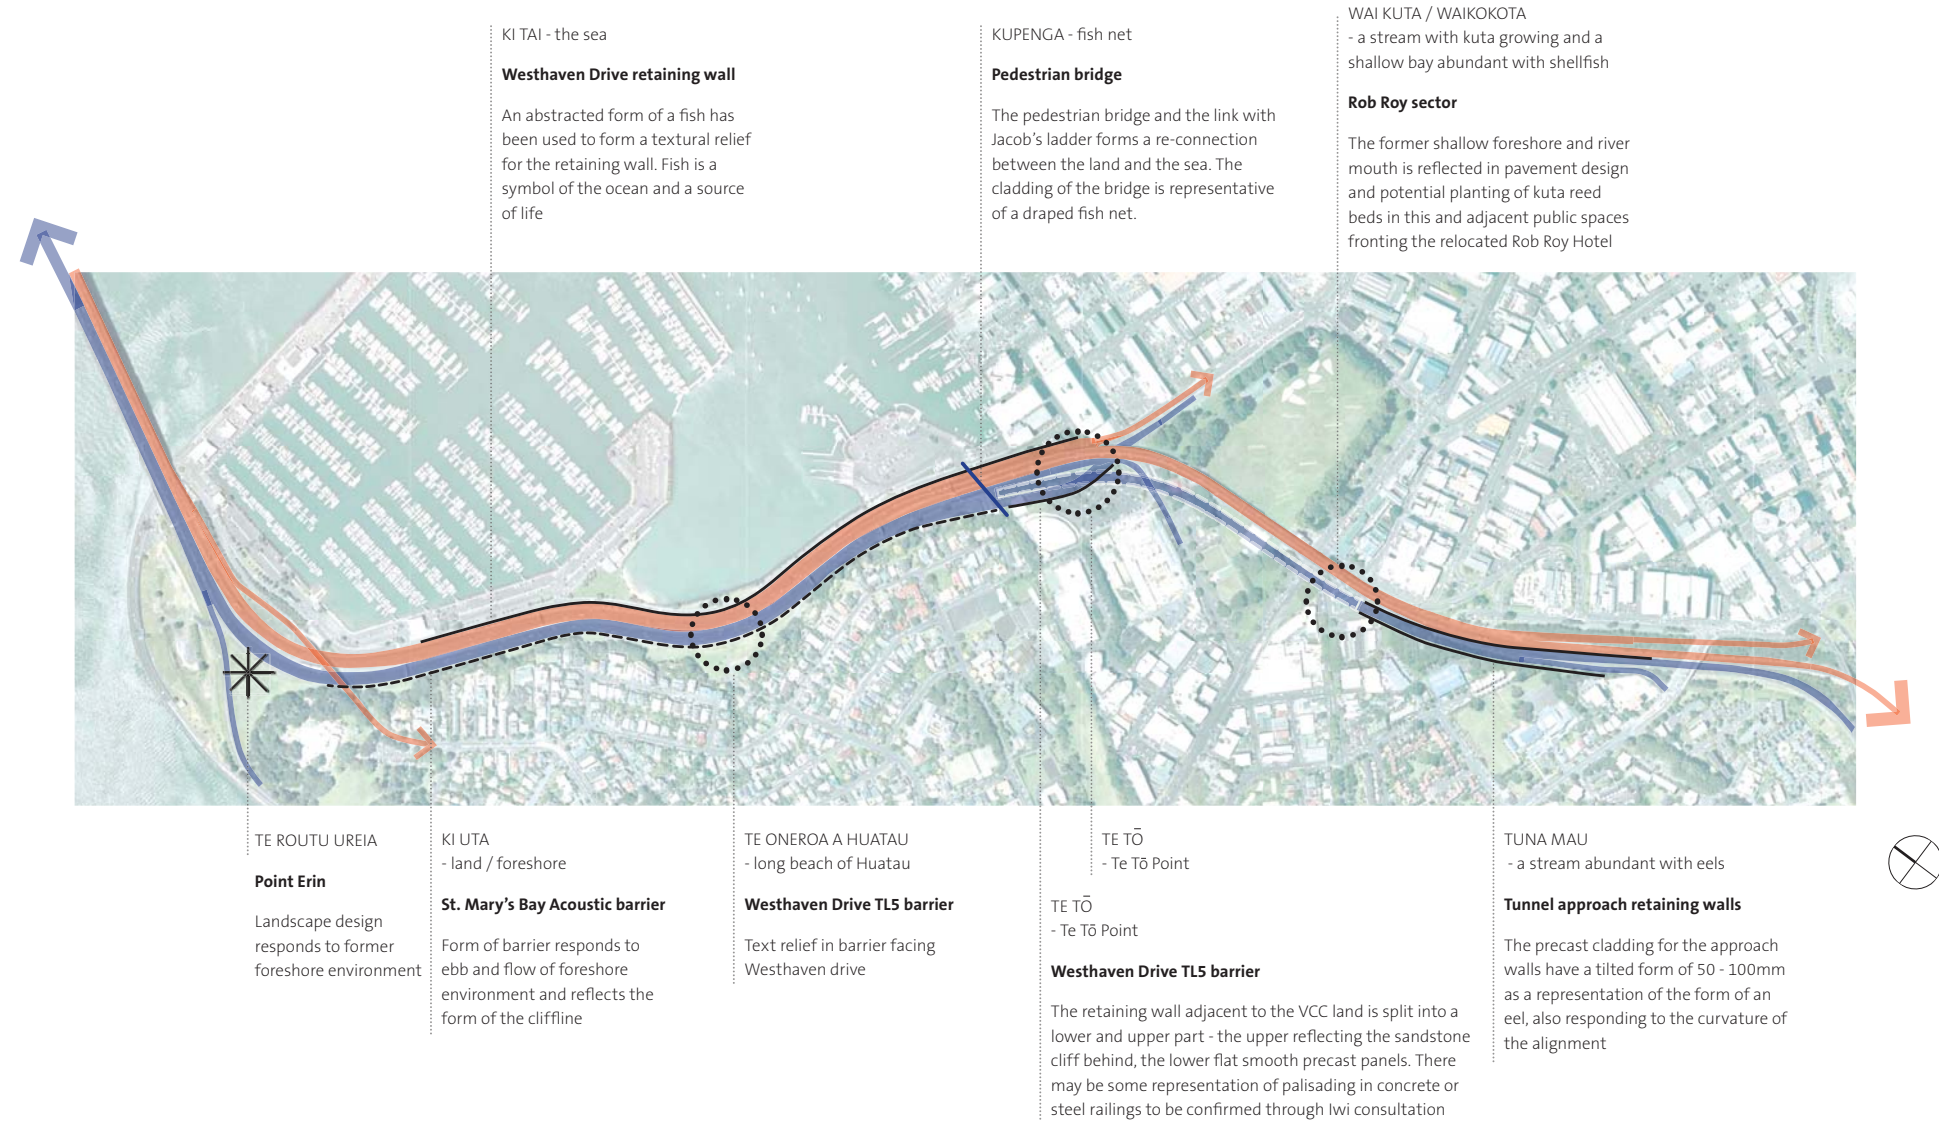 KI TAI - the sea
Westhaven Drive retaining wall
An abstracted form of a fish has
been used to form a textural relief
for the retaining wall. Fish is a
symbol of the ocean and a source
of life
KUPENGA - fish net
Pedestrian bridge
The pedestrian bridge and the link with
Jacob’s ladder forms a re-connection
between the land and the sea. The
cladding of the bridge is representative
of a draped fish net.
WAI KUTA / WAIKOKOTA
- a stream with kuta growing and a
shallow bay abundant with shellfish
Rob Roy sector
The former shallow foreshore and river
mouth is reflected in pavement design
and potential planting of kuta reed
beds in this and adjacent public spaces
fronting the relocated Rob Roy Hotel
TE ROUTU UREIA
Point Erin
Landscape design
responds to former
foreshore environment
KI UTA
- land / foreshore
St. Mary’s Bay Acoustic barrier
Form of barrier responds to
ebb and flow of foreshore
environment and reflects the
form of the cliffline
TE ONEROA A HUATAU
- long beach of Huatau
Westhaven Drive TL5 barrier
Text relief in barrier facing
Westhaven drive
TE TŌ
- Te Tō Point
TE TŌ
- Te Tō Point
Westhaven Drive TL5 barrier
The retaining wall adjacent to the VCC land is split into a
lower and upper part - the upper reflecting the sandstone
cliff behind, the lower flat smooth precast panels. There
may be some representation of palisading in concrete or
steel railings to be confirmed through Iwi consultation
TUNA MAU
- a stream abundant with eels
Tunnel approach retaining walls
The precast cladding for the approach
walls have a tilted form of 50 - 100mm
as a representation of the form of an
eel, also responding to the curvature of
the alignment